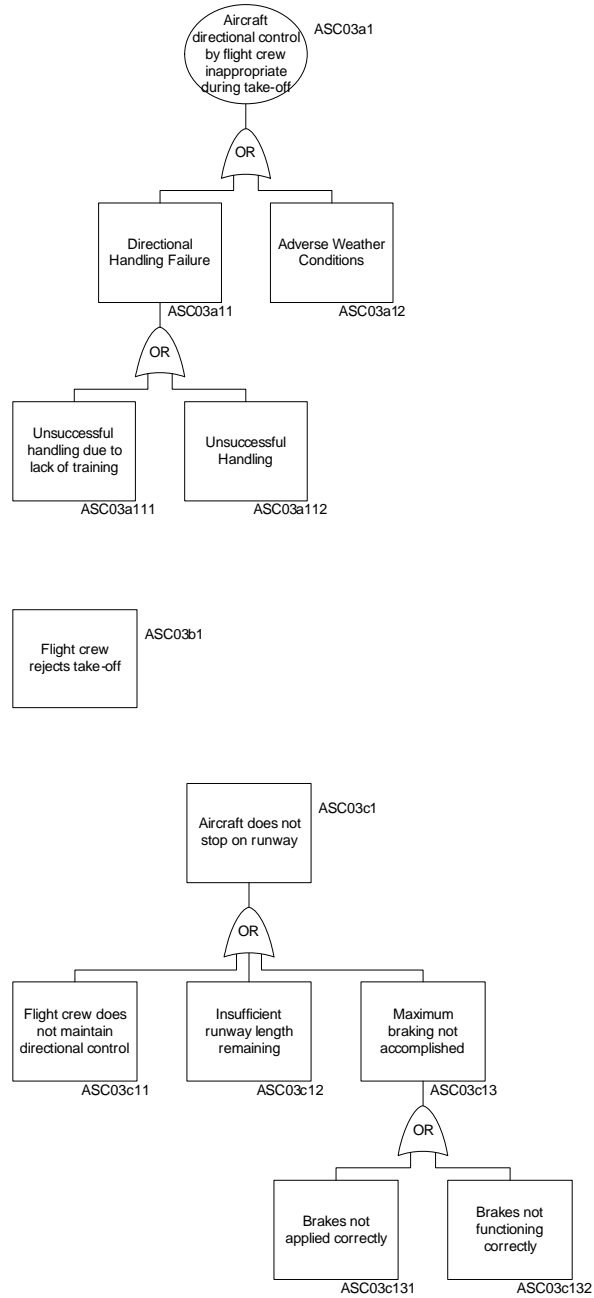 Aircraft
directional control
by flight crew
inappropriate
during take-off
ASC03a1
OR
Directional
Handling Failure
ASC03a11
Adverse Weather
Conditions
ASC03a12
OR
Unsuccessful
handling due to
lack of training
ASC03a111
Unsuccessful
Handling
ASC03a112
Flight crew
rejects take-off
ASC03b1
Aircraft does not
stop on runway
ASC03c1
OR
Flight crew does
not maintain
directional control
ASC03c11
Insufficient
runway length
remaining
ASC03c12
Maximum
braking not
accomplished
ASC03c13
OR
Brakes not
applied correctly
ASC03c131
Brakes not
functioning
correctly
ASC03c132